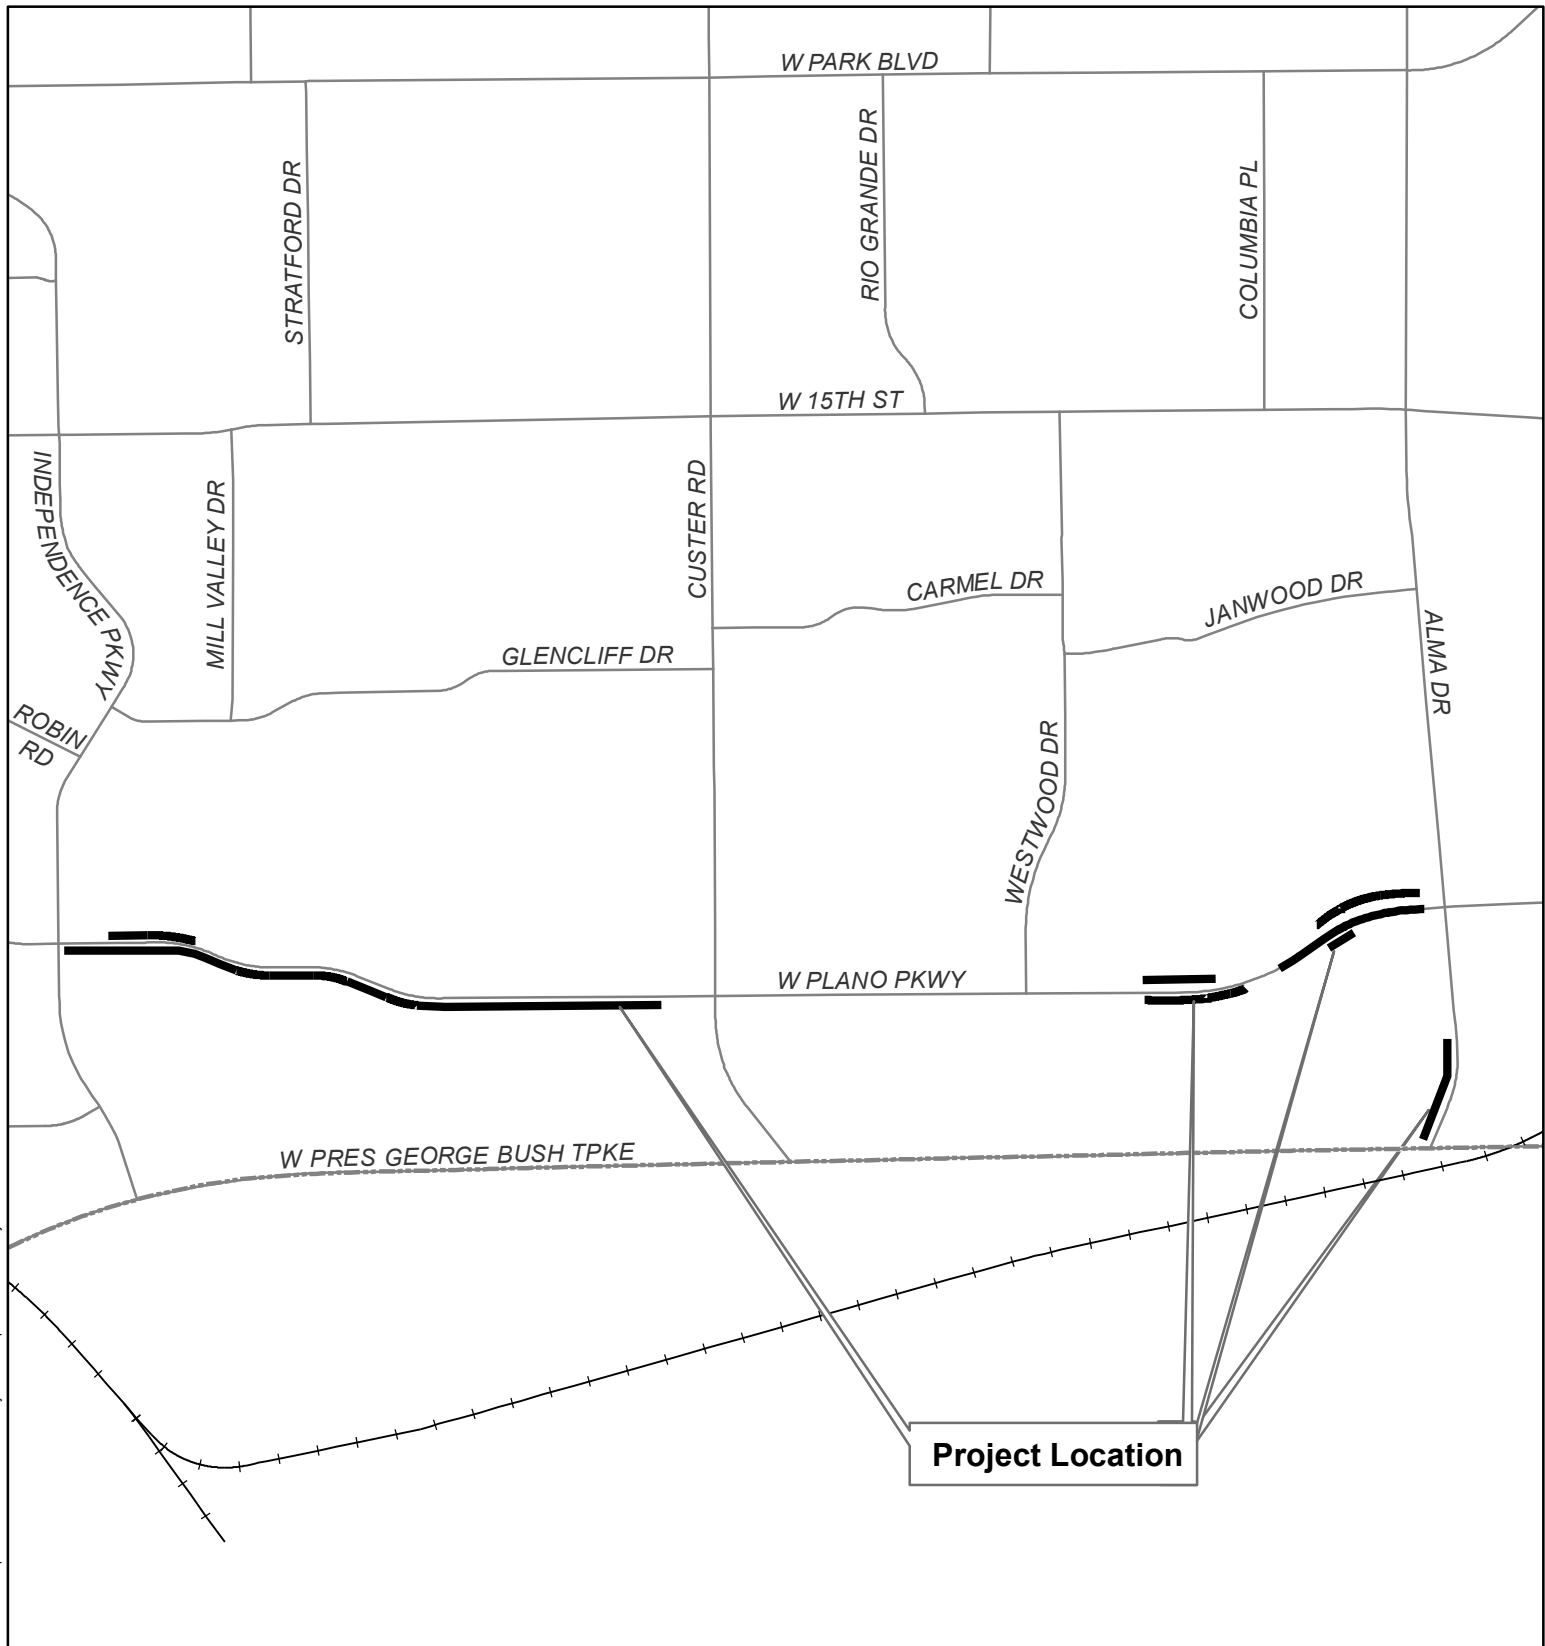 W PARK BLVD
STRATFORD DR
RIO GRANDE DR
COLUMBIA PL
W 15TH ST
INDEPENDENCE PKWY
MILL VALLEY DR
CUSTER RD
CARMEL DR
JANWOOD DR
GLENCLIFF DR
ALMA DR
ROBIN
RD
WESTWOOD DR
W PLANO PKWY
W PRES GEORGE BUSH TPKE
Project Location